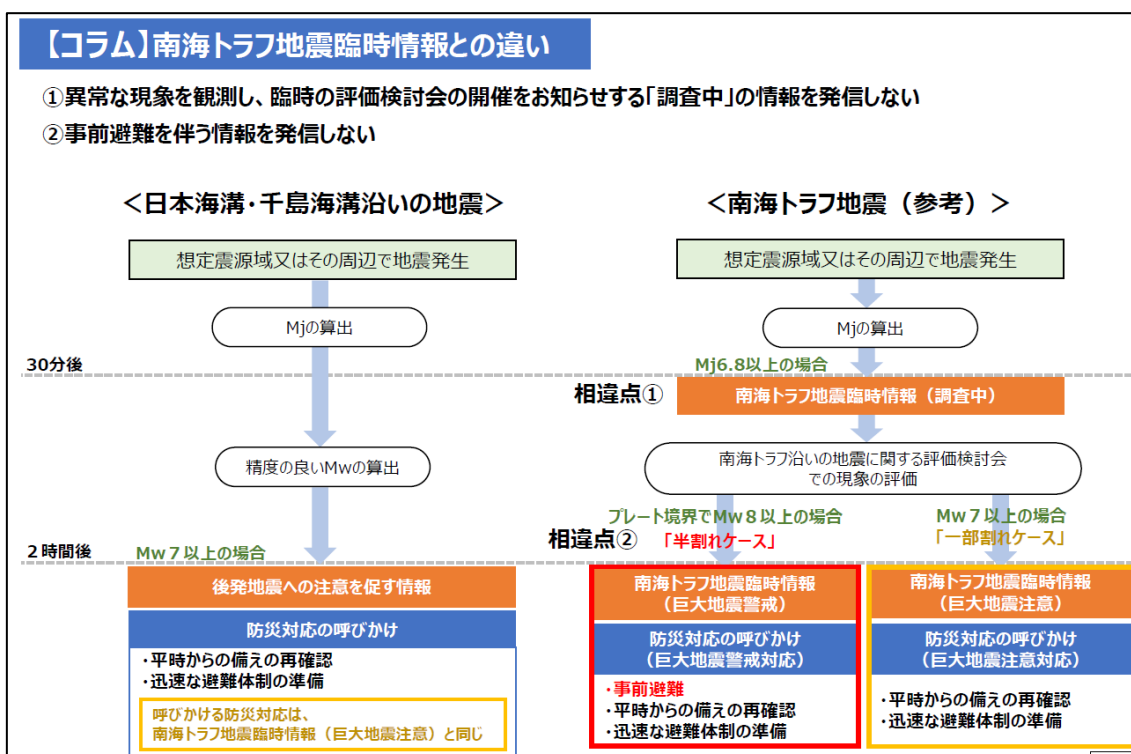 【コラム】南海トラフ地震臨時情報との違い
①異常な現象を観測し、臨時の評価検討会の開催をお知らせする「調査中」の情報を発信しない
②事前避難を伴う情報を発信しない
＜日本海溝・千島海溝沿いの地震＞
想定震源域又はその周辺で地震発生
Mjの算出
30分後
精度の良いMwの算出
2時間後
Mw７以上の場合
後発地震への注意を促す情報
防災対応の呼びかけ
・平時からの備えの再確認
・迅速な避難体制の準備
呼びかける防災対応は、
南海トラフ地震臨時情報（巨大地震注意）と同じ
＜南海トラフ地震（参考）＞
想定震源域又はその周辺で地震発生
Mjの算出
Mj6.8以上の場合
相違点①
南海トラフ地震臨時情報（調査中）
南海トラフ沿いの地震に関する評価検討会
での現象の評価
プレート境界でMw８以上の場合
相違点②
「半割れケース」
南海トラフ地震臨時情報
（巨大地震警戒）
防災対応の呼びかけ
（巨大地震警戒対応）
・事前避難
・平時からの備えの再確認
・迅速な避難体制の準備
Mw７以上の場合
「一部割れケース」
南海トラフ地震臨時情報
（巨大地震注意）
防災対応の呼びかけ
（巨大地震注意対応）
・平時からの備えの再確認
・迅速な避難体制の準備